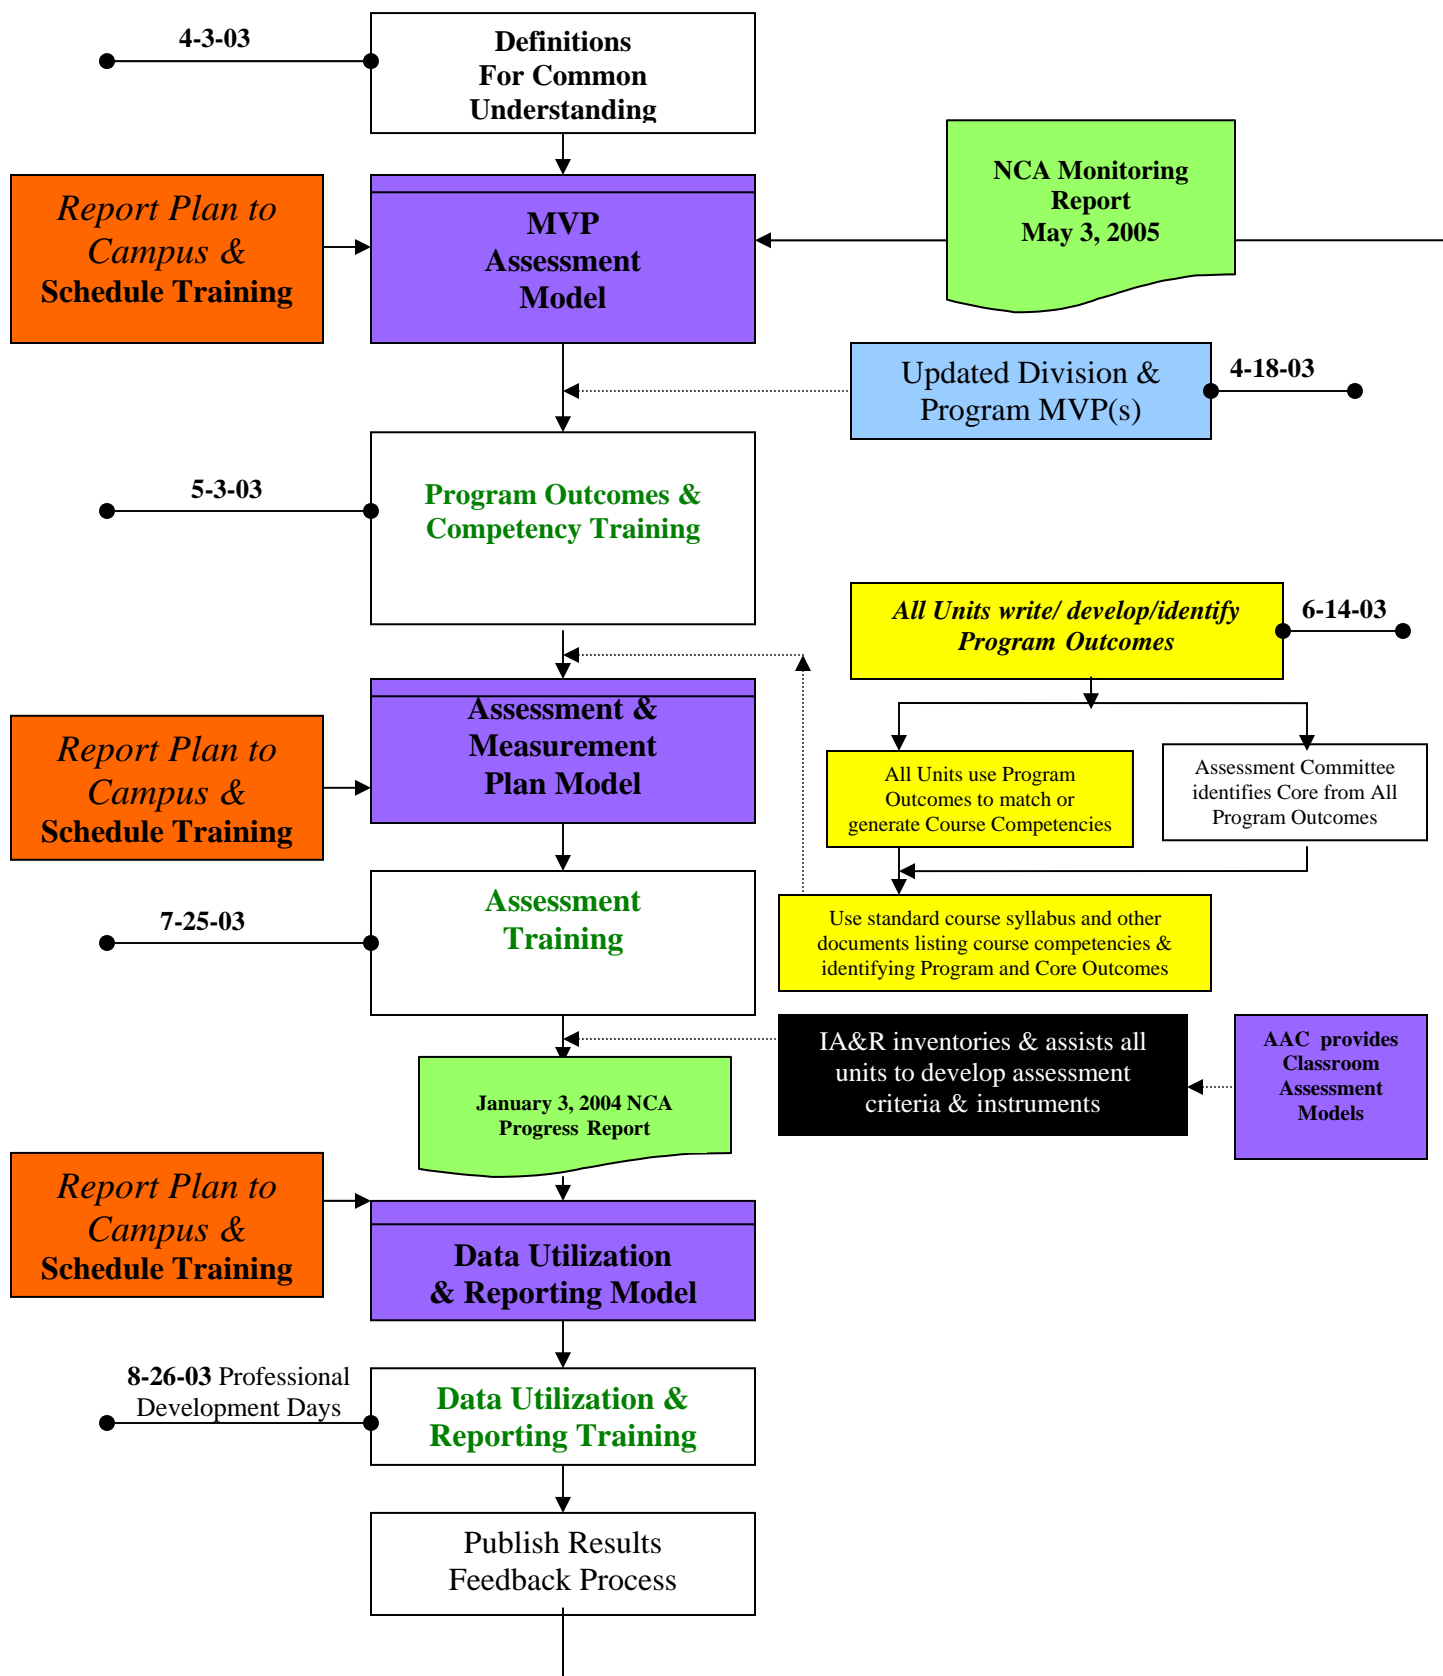 4-3-03
Definitions
For Common
Understanding
NCA Monitoring
Report
May 3, 2005
Report Plan to
Campus &
Schedule Training
MVP
Assessment
Model
Updated Division &
Program MVP(s)
4-18-03
5-3-03
Program Outcomes &
Competency Training
All Units write/ develop/identify
Program Outcomes
6-14-03
Report Plan to
Campus &
Schedule Training
Assessment &
Measurement
Plan Model
All Units use Program
Outcomes to match or
generate Course Competencies
Assessment Committee
identifies Core from All
Program Outcomes
7-25-03
Assessment
Training
Use standard course syllabus and other
documents listing course competencies &
identifying Program and Core Outcomes
IA&R inventories & assists all
units to develop assessment
criteria & instruments
AAC provides
Classroom
Assessment
Models
January 3, 2004 NCA
Progress Report
Report Plan to
Campus &
Schedule Training
Data Utilization
& Reporting Model
8-26-03 Professional
Development Days
Data Utilization &
Reporting Training
Publish Results
Feedback Process